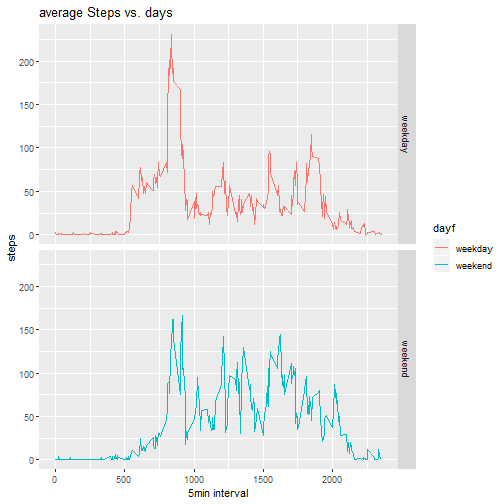 average Steps vs. days
200
150
100
50
0
weekday
200
150
100
50
0
weekend
0
500
1000
1500
2000
5min interval
steps
dayf
weekday
weekend